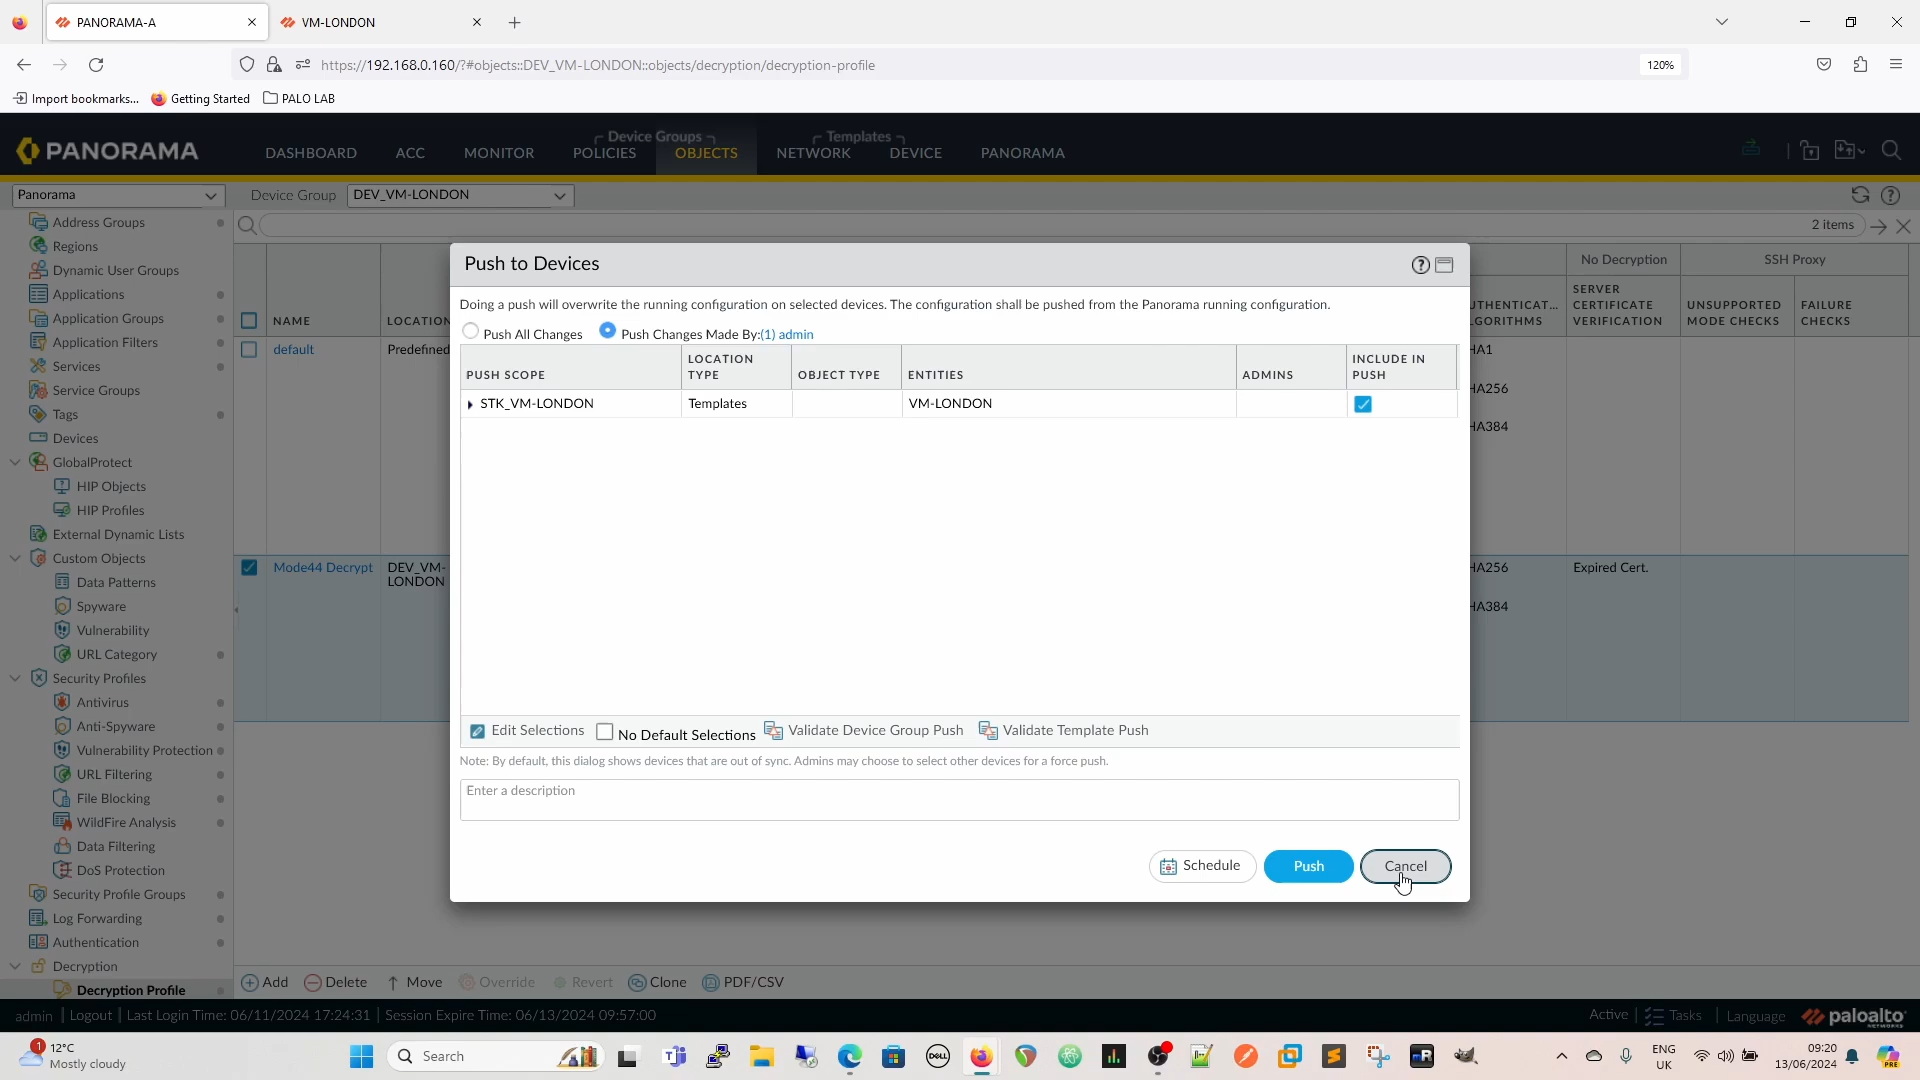 PANORAMA-A
VM-LONDON
https://192.168.0.160/?#objects::DEV_VM-LONDON::objects/decryption/decryption-profile
120%
Import bookmarks...
Getting Started
PALO LAB
PANORAMA
DASHBOARD
ACC
MONITOR
Device Groups
POLICIES
OBJECTS
Templates
NETWORK
DEVICE
PANORAMA
Panorama
Device Group
DEV_VM-LONDON
Address Groups
Regions
Dynamic User Groups
Applications
Application Groups
Application Filters
Services
Service Groups
Tags
Devices
GlobalProtect
HIP Objects
HIP Profiles
External Dynamic Lists
Custom Objects
Data Patterns
Spyware
Vulnerability
URL Category
Security Profiles
Antivirus
Anti-Spyware
Vulnerability Protection
URL Filtering
File Blocking
WildFire Analysis
Data Filtering
DoS Protection
Security Profile Groups
Log Forwarding
Authentication
Decryption
Decryption Profile
2 items
NAME
LOCATION
default
Predefined
Mode44 Decrypt
DEV_VM-
LONDON
No Decryption
SSH Proxy
UTHENTICAT...
LGORITHMS
SERVER
CERTIFICATE
VERIFICATION
UNSUPPORTED
MODE CHECKS
FAILURE
CHECKS
HA1
HA256
HA384
HA256
Expired Cert.
HA384
Push to Devices
Doing a push will overwrite the running configuration on selected devices. The configuration shall be pushed from the Panorama running configuration.
Push All Changes
Push Changes Made By:(1) admin
PUSH SCOPE
LOCATION
TYPE
OBJECT TYPE
ENTITIES
ADMINS
INCLUDE IN
PUSH
STK_VM-LONDON
Templates
VM-LONDON
Edit Selections
No Default Selections
Validate Device Group Push
Validate Template Push
Note: By default, this dialog shows devices that are out of sync. Admins may choose to select other devices for a force push.
Enter a description
Schedule
Push
Cancel
Add
Delete
Move
Override
Revert
Clone
PDF/CSV
admin | Logout | Last Login Time: 06/11/2024 17:24:31 | Session Expire Time: 06/13/2024 09:57:00
Active | Tasks | Language
paloalto
NETWORKS
1
12°C
Mostly cloudy
Search
DELL
mR
ENG
UK
09:20
13/06/2024
PRE